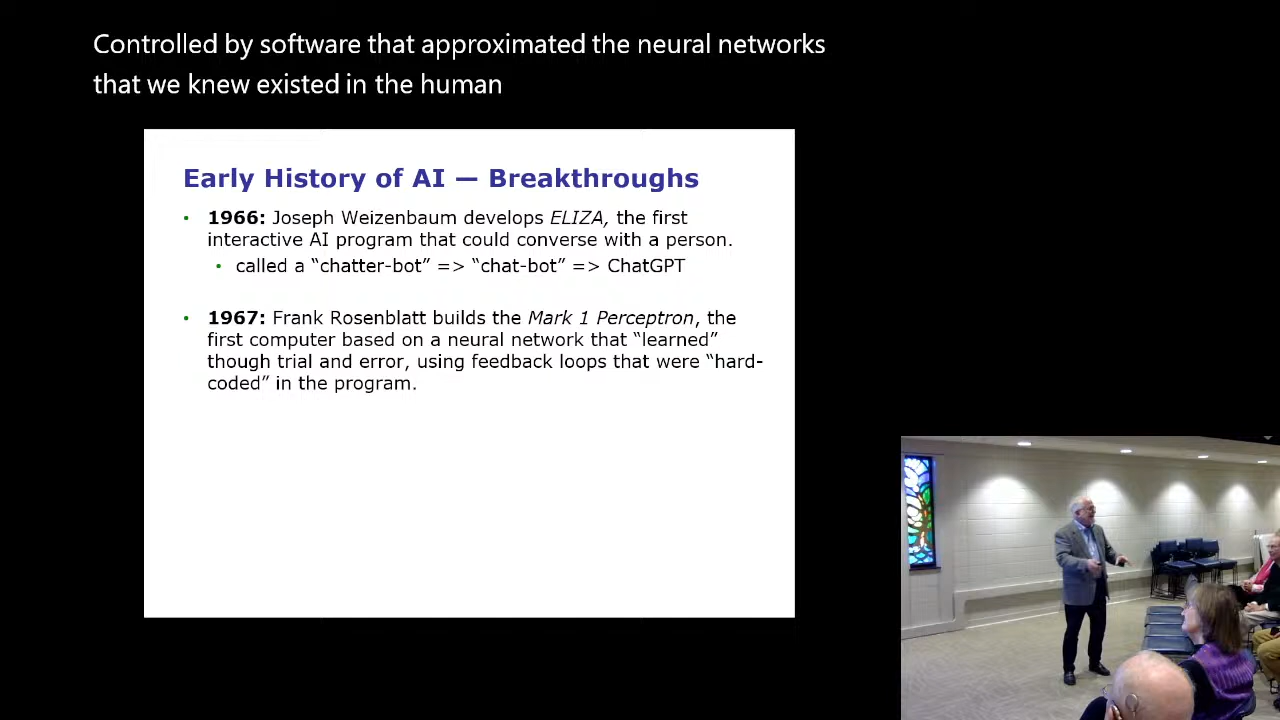 Controlled by software that approximated the neural networks
that we knew existed in the human
Early History of AI — Breakthroughs
• 1966: Joseph Weizenbaum develops ELIZA, the first
interactive AI program that could converse with a person.
• called a “chatter-bot” => “chat-bot” => ChatGPT
• 1967: Frank Rosenblatt builds the Mark 1 Perceptron, the
first computer based on a neural network that “learned”
though trial and error, using feedback loops that were “hard-
coded” in the program.